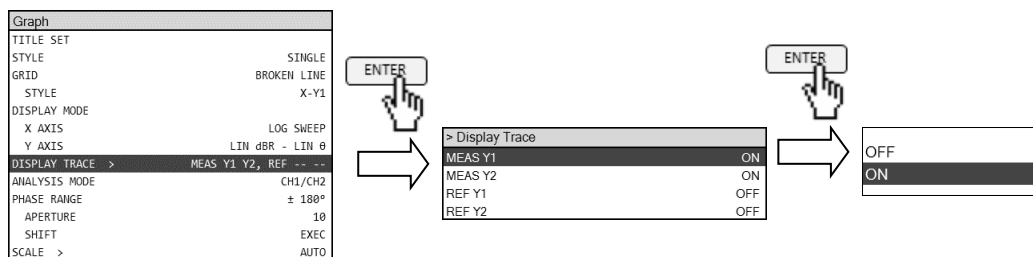 Graph
TITLE SET
STYLE SINGLE
GRID BROKEN LINE
STYLE X-Y1
DISPLAY MODE
X AXIS LOG SWEEP
Y AXIS LIN dBR - LIN θ
DISPLAY TRACE > MEAS Y1 Y2, REF -- --
ANALYSIS MODE CH1/CH2
PHASE RANGE ± 180°
APERTURE 10
SHIFT EXEC
SCALE > AUTO
ENTER
> Display Trace
MEAS Y1 ON
MEAS Y2 ON
REF Y1 OFF
REF Y2 OFF
ENTER
OFF
ON